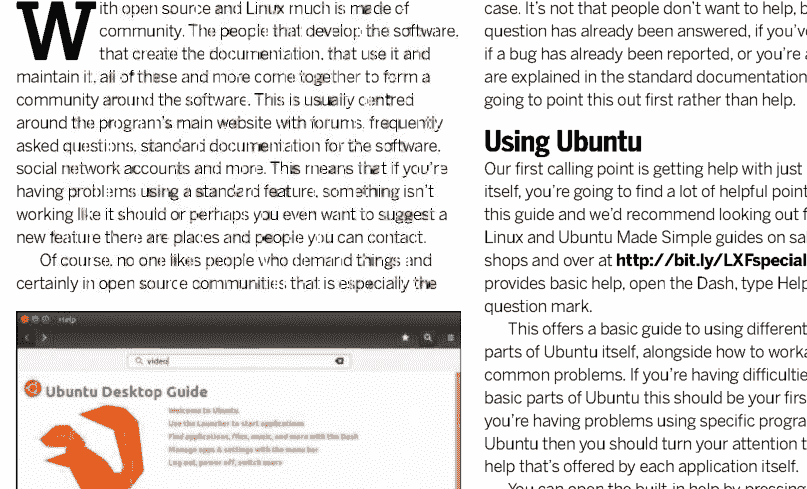 With open source and Linux much is made of
community. The people that develop the software,
that create the documentation, that use it and
maintain it, all of these and more come together to form a
community around the software. This is usually centred
around the program's main website with forums, frequently
asked questions, standard documentation for the software,
social network accounts and more. This means that if you're
having problems using a standard feature, something isn't
working like it should or perhaps you even want to suggest a
new feature there are places and people you can contact.
Of course, no one likes people who demand things and
certainly in open source communities that is especially the
Help
video
Ubuntu Desktop Guide
Welcome to Ubuntu
Use the Launcher to start applications
Find applications, files, music, and more with the Dash
Manage apps & settings with the menu bar
Log out, power off, switch users
case. It's not that people don't want to help, b
question has already been answered, if you've
if a bug has already been reported, or you're a
are explained in the standard documentation
going to point this out first rather than help.
Using Ubuntu
Our first calling point is getting help with just
itself, you're going to find a lot of helpful point
this guide and we'd recommend looking out f
Linux and Ubuntu Made Simple guides on sa
shops and over at http://bit.ly/LXFspecial
provides basic help, open the Dash, type Help
question mark.
This offers a basic guide to using different
parts of Ubuntu itself, alongside how to worka
common problems. If you're having difficultie
basic parts of Ubuntu this should be your firs
you're having problems using specific progra
Ubuntu then you should turn your attention t
help that's offered by each application itself.
You can open the built-in help by pressing